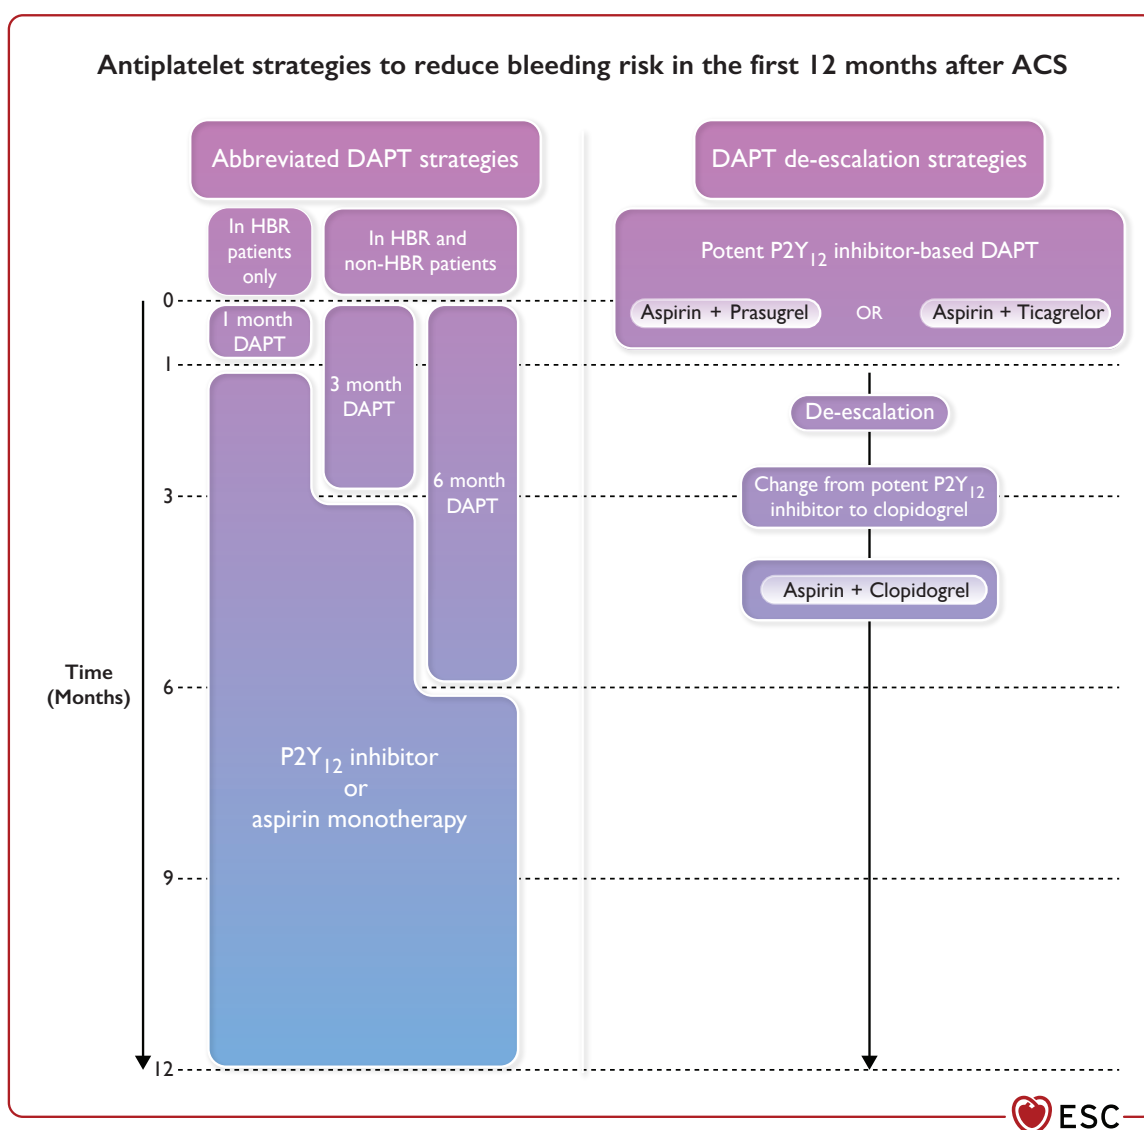 Antiplatelet strategies to reduce bleeding risk in the first 12 months after ACS
Abbreviated DAPT strategies
In HBR
patients
only
In HBR and
non-HBR patients
1 month
DAPT
3 month
DAPT
6 month
DAPT
P2Y12 inhibitor
or
aspirin monotherapy
Time
(Months)
0
1
3
6
9
12
DAPT de-escalation strategies
Potent P2Y12 inhibitor-based DAPT
Aspirin + Prasugrel OR Aspirin + Ticagrelor
De-escalation
Change from potent P2Y12
inhibitor to clopidogrel
Aspirin + Clopidogrel
ESC